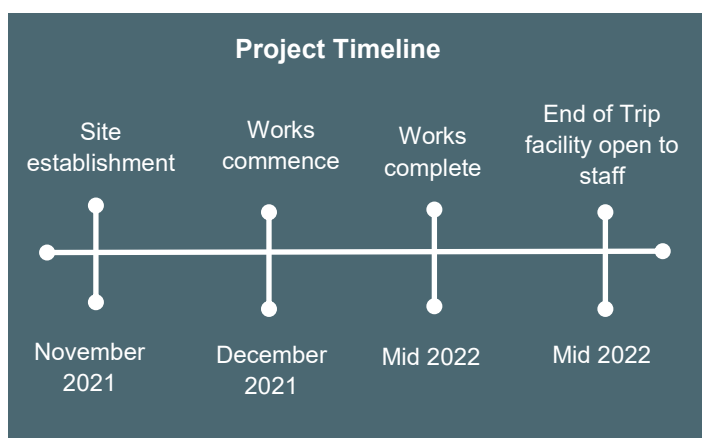 Project Timeline
Site
establishment
Works
commence
Works
complete
End of Trip
facility open to
staff
November
2021
December
2021
Mid 2022
Mid 2022